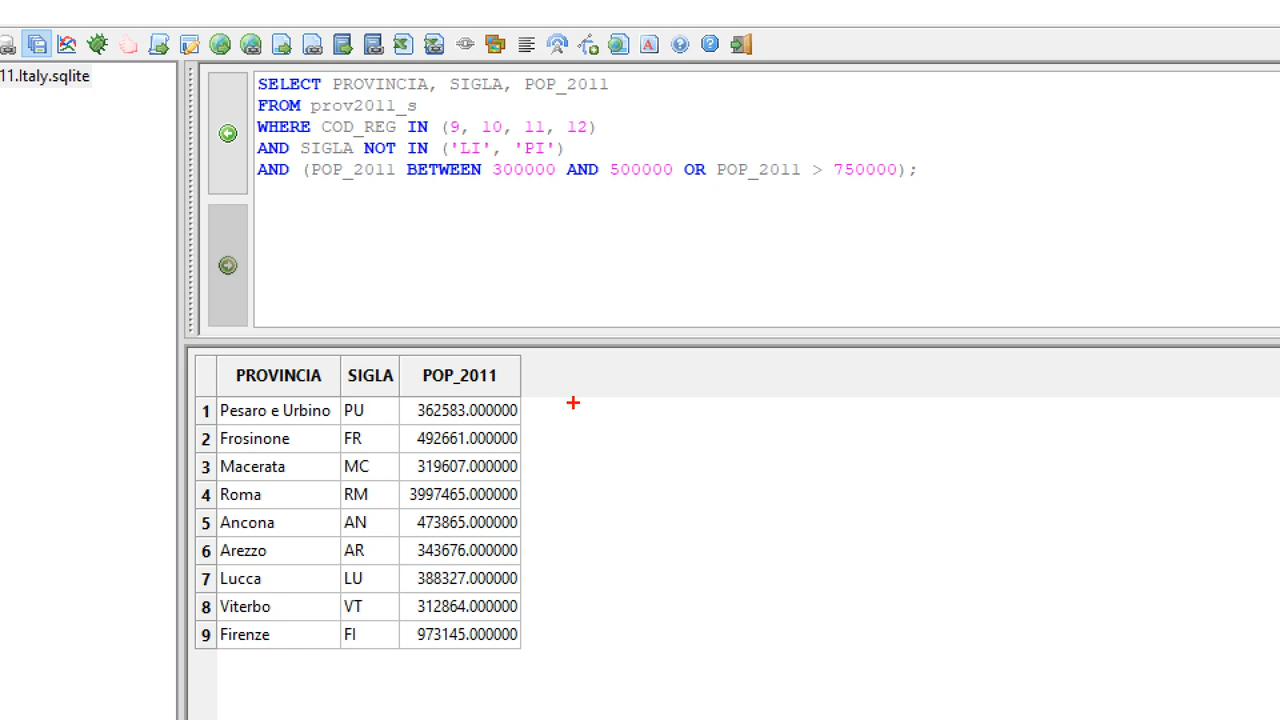 11.Italy.sqlite
SELECT PROVINCIA, SIGLA, POP_2011
FROM prov2011_s
WHERE COD_REG IN (9, 10, 11, 12)
AND SIGLA NOT IN ('LI', 'PI')
AND (POP_2011 BETWEEN 300000 AND 500000 OR POP_2011 > 750000);
PROVINCIA SIGLA POP_2011
1 Pesaro e Urbino PU 362583.000000
2 Frosinone FR 492661.000000
3 Macerata MC 319607.000000
4 Roma RM 3997465.000000
5 Ancona AN 473865.000000
6 Arezzo AR 343676.000000
7 Lucca LU 388327.000000
8 Viterbo VT 312864.000000
9 Firenze FI 973145.000000